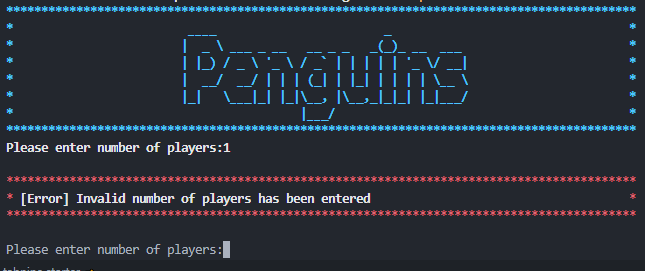 Penguins
Please enter number of players:1
* [Error] Invalid number of players has been entered *
Please enter number of players: